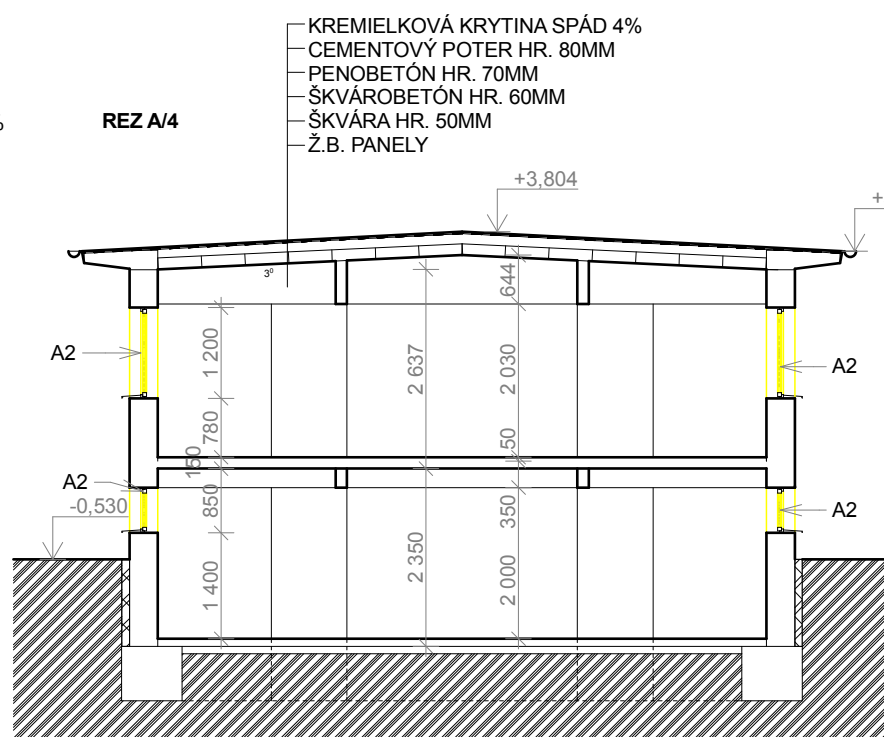 KREMIELKOVÁ KRYTINA SPÁD 4%
CEMENTOVÝ POTER HR. 80MM
PENOBETÓN HR. 70MM
ŠKVÁROBETÓN HR. 60MM
ŠKVÁRA HR. 50MM
Ž.B. PANELY
REZ A/4
+3,804
+
3⁰
644
A2
1 200
2 637
2 030
A2
780
150
50
A2
-0,530
850
350
A2
1 400
2 350
2 000